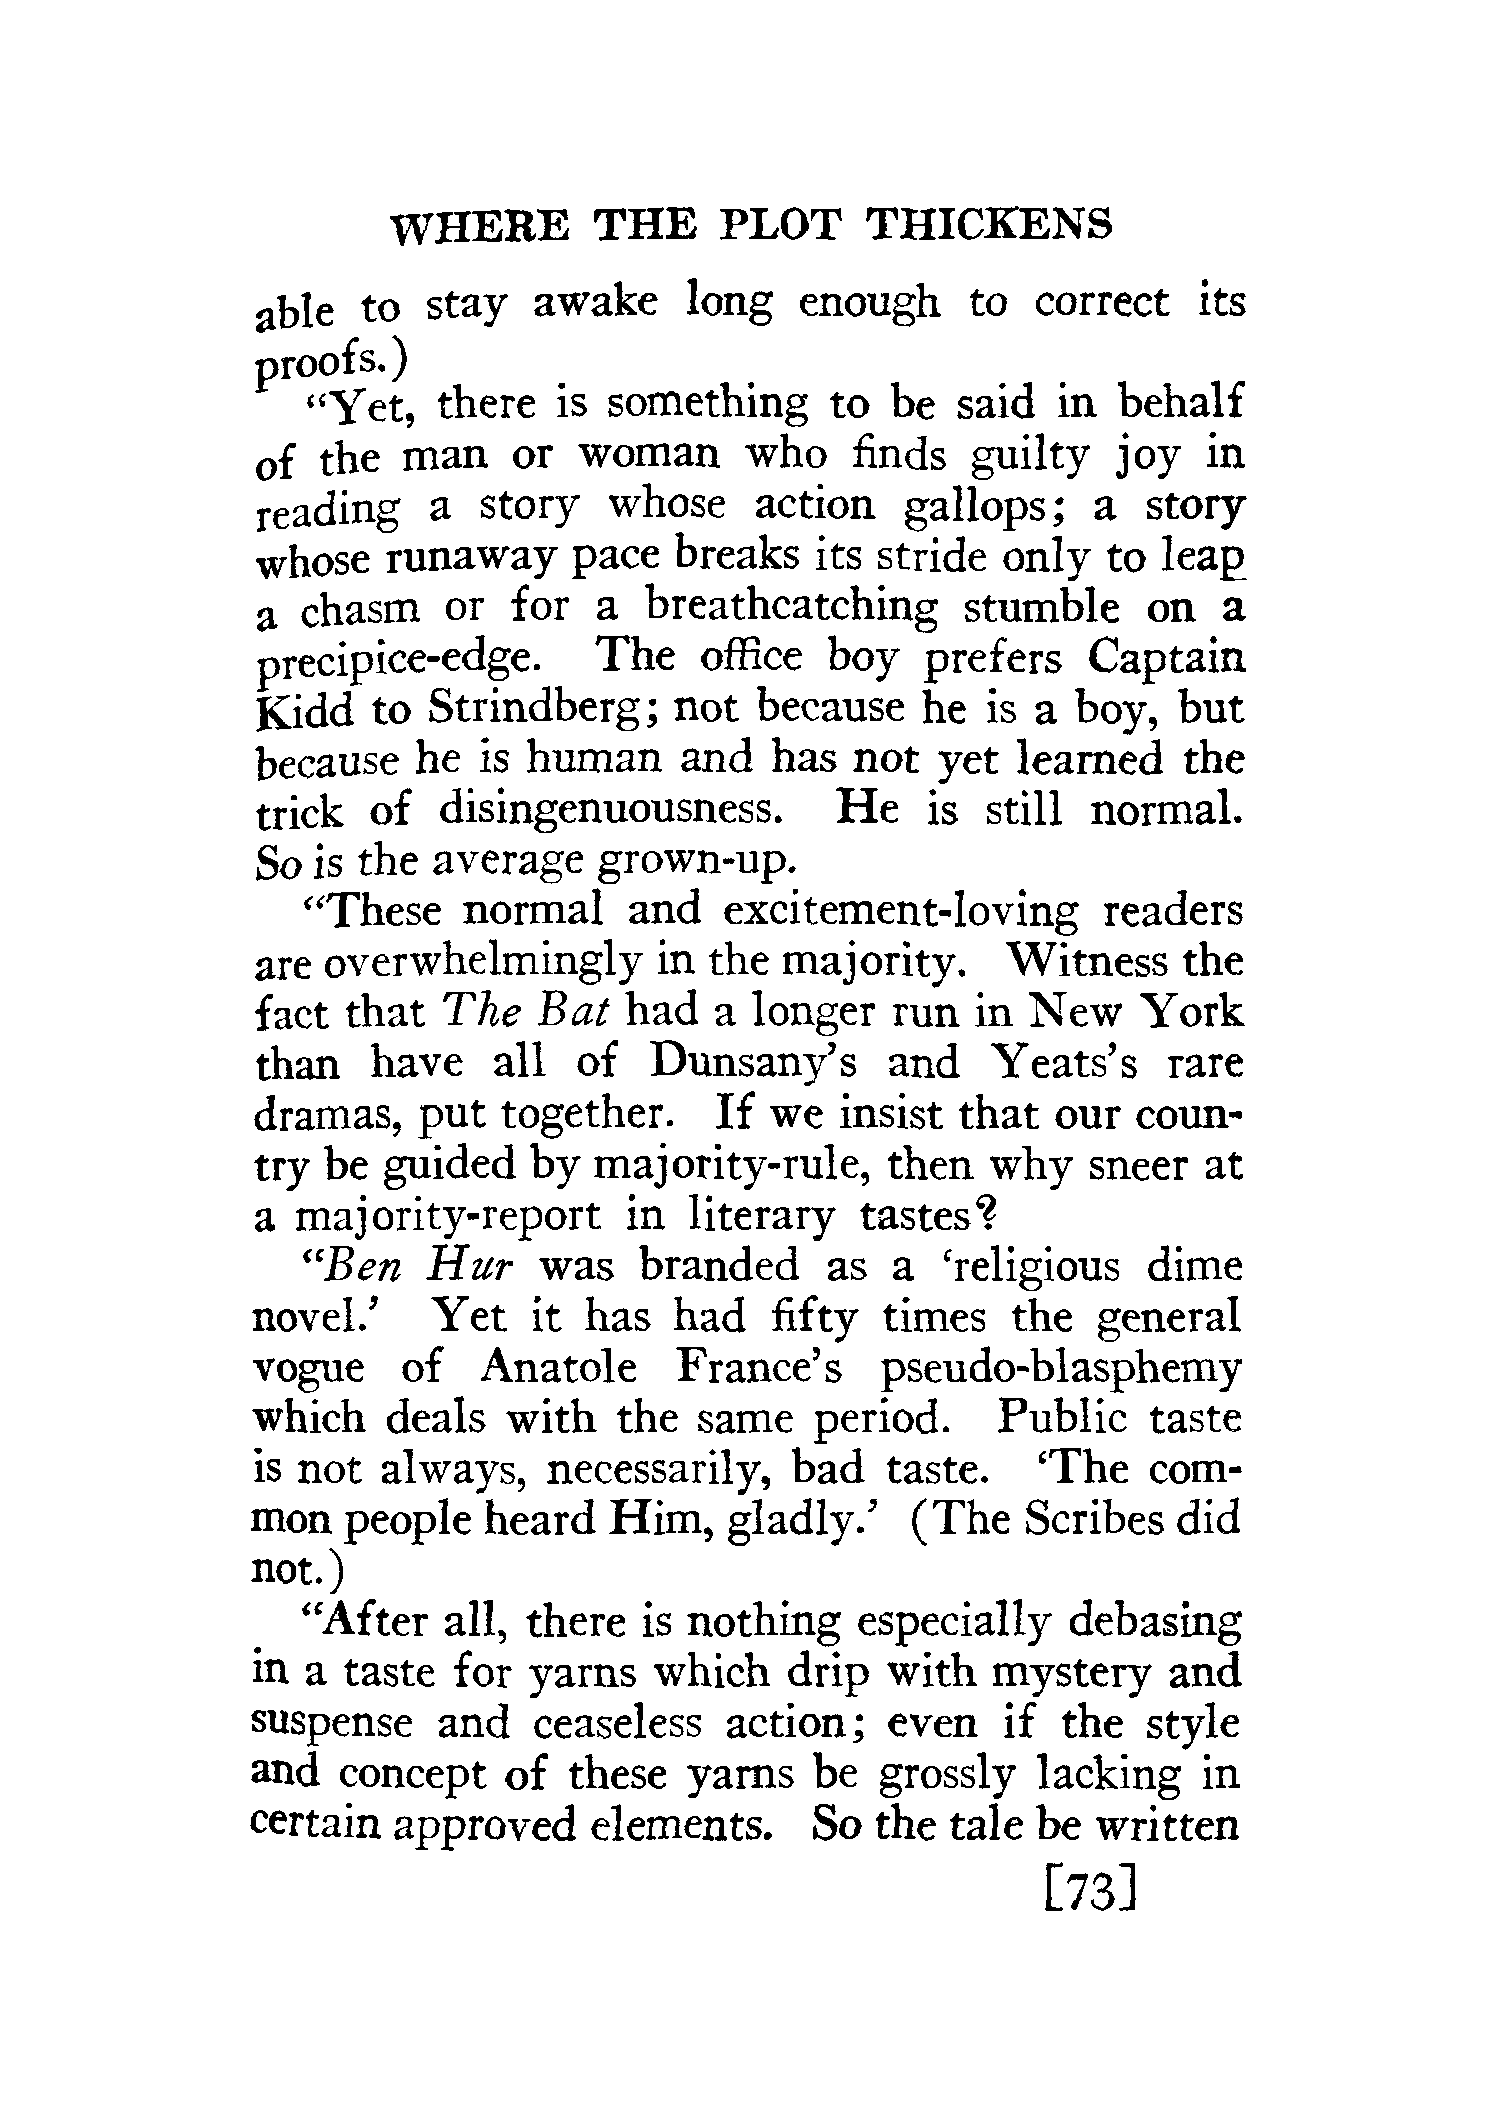 WHERE THE PLOT THICKENS
able to stay awake long enough to correct its
proofs.)
"Yet, there is something to be said in behalf
of the man or woman who finds guilty joy in
reading a story whose action gallops; a story
whose runaway pace breaks its stride only to leap
a chasm or for a breathcatching stumble on a
precipice-edge. The office boy prefers Captain
Kidd to Strindberg; not because he is a boy, but
because he is human and has not yet learned the
trick of disingenuousness. He is still normal.
So is the average grown-up.
"These normal and excitement-loving readers
are overwhelmingly in the majority. Witness the
fact that The Bat had a longer run in New York
than have all of Dunsany's and Yeats's rare
dramas, put together. If we insist that our coun-
try be guided by majority-rule, then why sneer at
a majority-report in literary tastes?
"Ben Hur was branded as a 'religious dime
novel.' Yet it has had fifty times the general
vogue of Anatole France's pseudo-blasphemy
which deals with the same period. Public taste
is not always, necessarily, bad taste. 'The com-
mon people heard Him, gladly.' (The Scribes did
not.)
"After all, there is nothing especially debasing
in a taste for yarns which drip with mystery and
suspense and ceaseless action; even if the style
and concept of these yarns be grossly lacking in
certain approved elements. So the tale be written
[73]